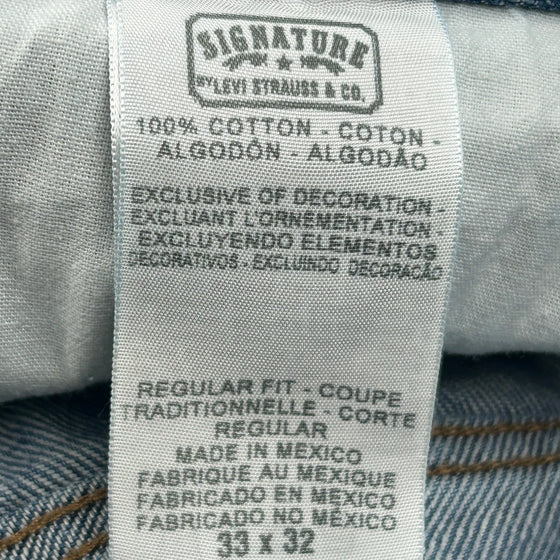 SIGNATURE
BY LEVI STRAUSS & CO.
100% COTTON - COTON -
ALGODÓN - ALGODÃO
EXCLUSIVE OF DECORATION -
EXCLUANT L'ORNEMENTATION -
EXCLUYENDO ELEMENTOS
DECORATIVOS - EXCLUINDO DECORAÇÃO
REGULAR FIT - COUPE
TRADITIONNELLE - CORTE
REGULAR
MADE IN MEXICO
FABRIQUE AU MEXIQUE
FABRICADO EN MEXICO
FABRICADO NO MEXICO
33 x 32